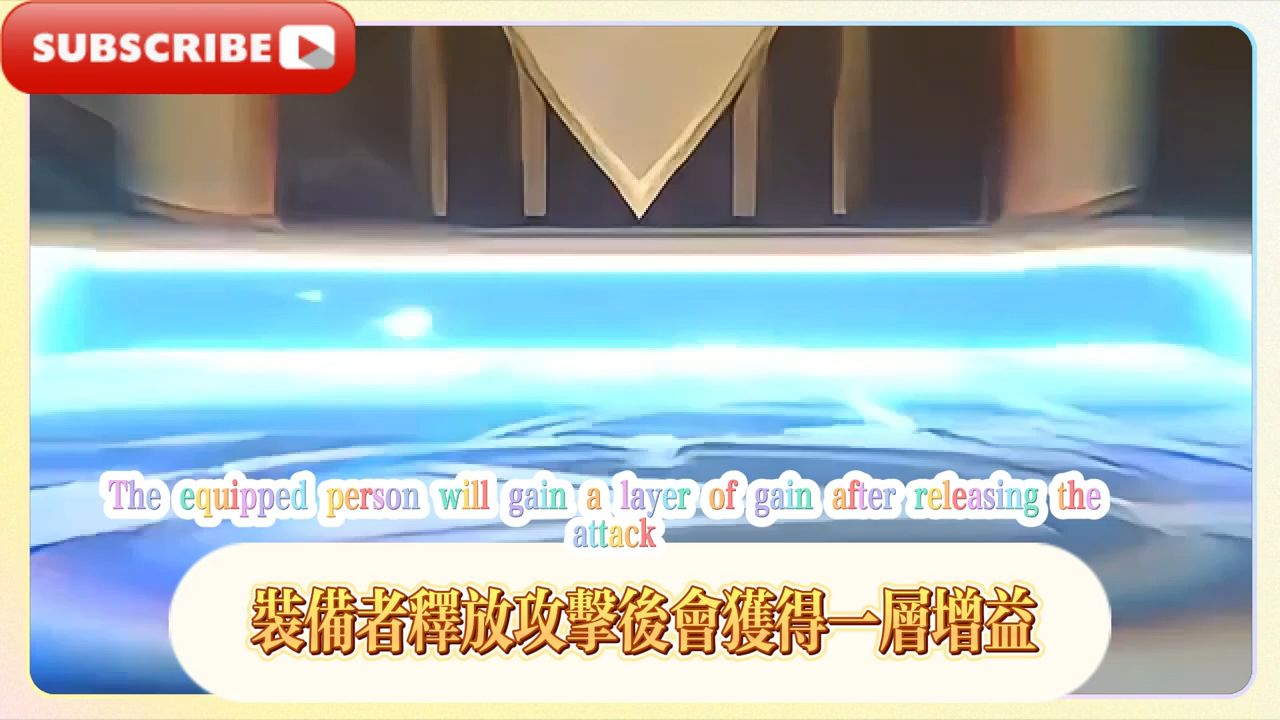 SUBSCRIBE
The equipped person will gain a layer of gain after releasing the
attack
裝備者釋放攻擊後會獲得一層增益